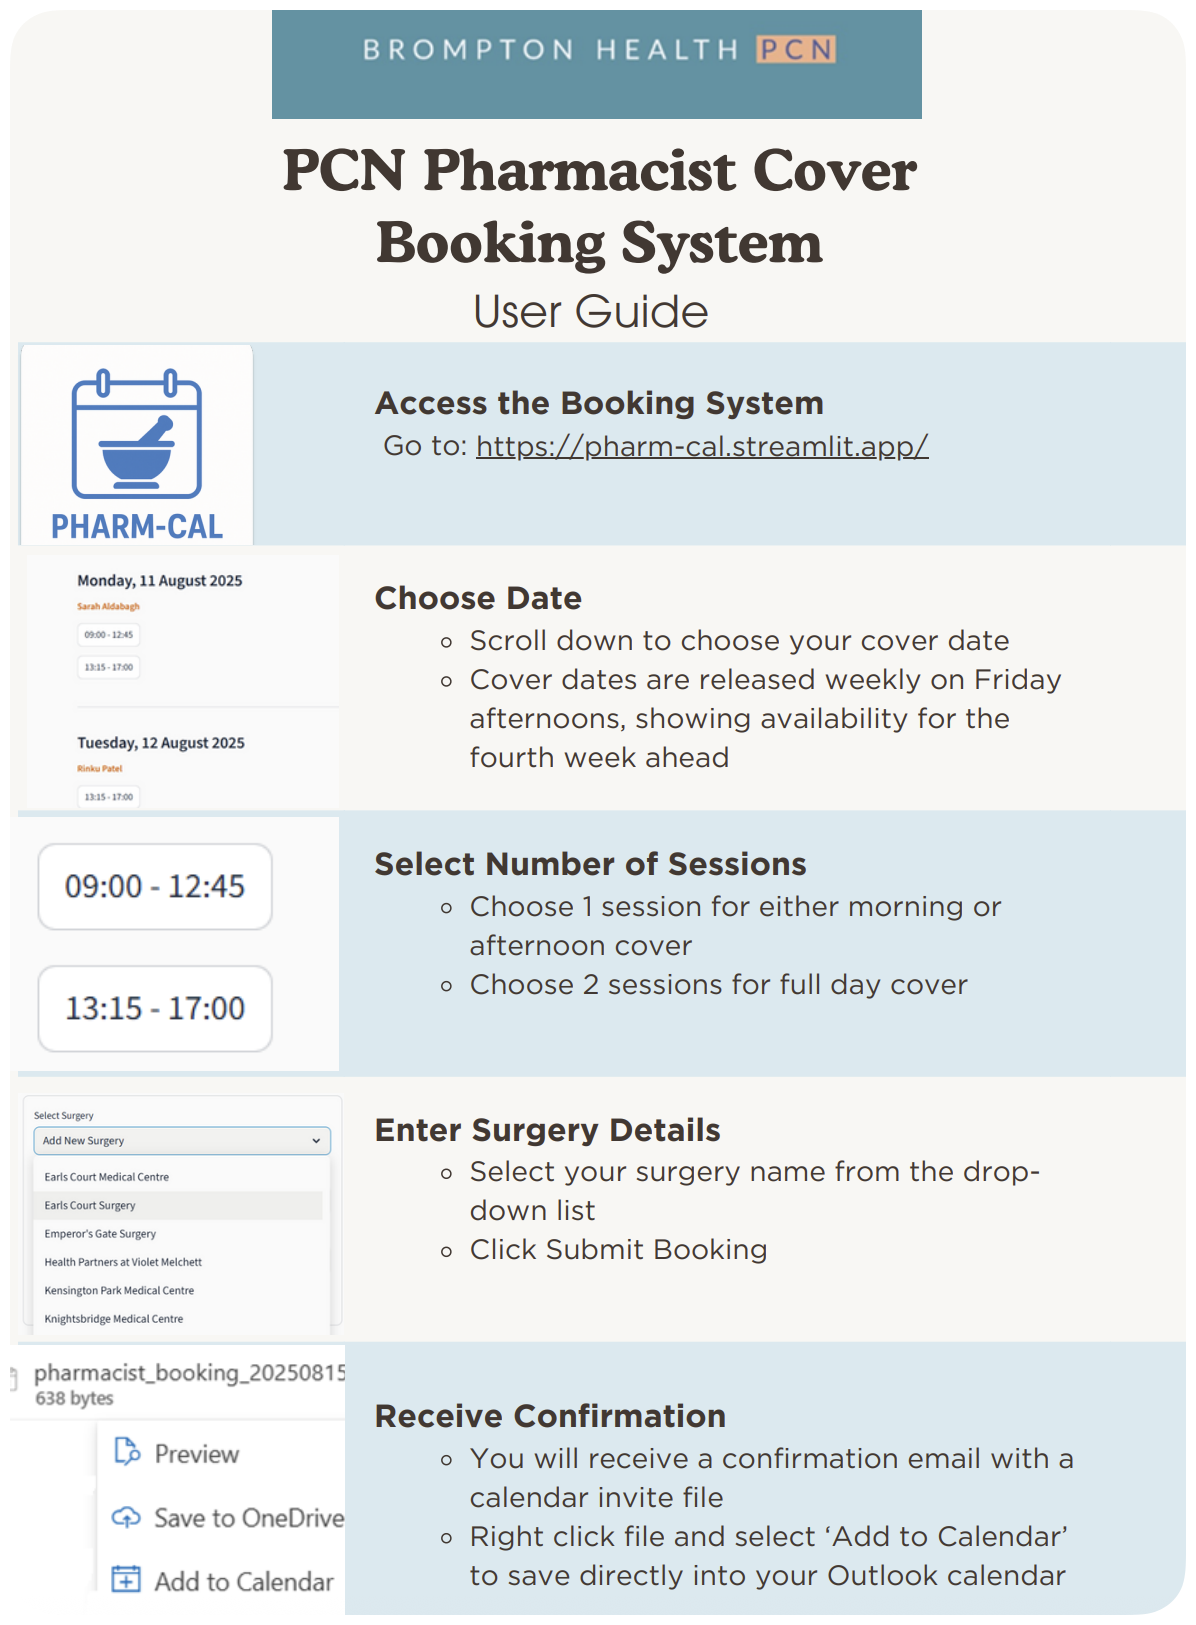 BROMPTON HEALTH PCN
PCN Pharmacist Cover
Booking System
User Guide
PHARM-CAL
Access the Booking System
Go to: https://pharm-cal.streamlit.app/
Monday, 11 August 2025
Sarah Aldabagh
09:00 - 12:45
13:15 - 17:00
Tuesday, 12 August 2025
Rinku Patel
13:15 - 17:00
Choose Date
Scroll down to choose your cover date
Cover dates are released weekly on Friday
afternoons, showing availability for the
fourth week ahead
09:00 - 12:45
13:15 - 17:00
Select Number of Sessions
Choose 1 session for either morning or
afternoon cover
Choose 2 sessions for full day cover
Select Surgery
Add New Surgery
Earls Court Medical Centre
Earls Court Surgery
Emperor's Gate Surgery
Health Partners at Violet Melchett
Kensington Park Medical Centre
Knightsbridge Medical Centre
Enter Surgery Details
Select your surgery name from the drop-
down list
Click Submit Booking
pharmacist_booking_20250815
638 bytes
Preview
Save to OneDrive
Add to Calendar
Receive Confirmation
You will receive a confirmation email with a
calendar invite file
Right click file and select ‘Add to Calendar’
to save directly into your Outlook calendar